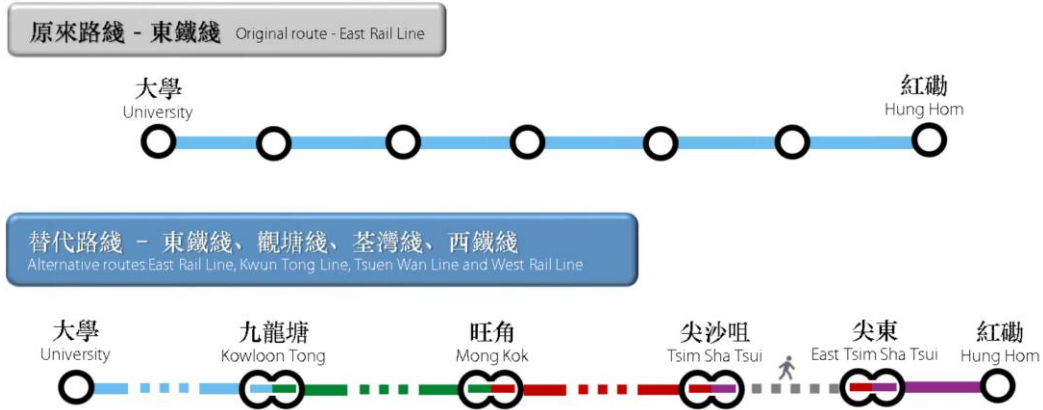 原來路綫 - 東鐵綫 Original route - East Rail Line
大學
University
紅磡
Hung Hom
替代路綫 - 東鐵綫、觀塘綫、荃灣綫、西鐵綫
Alternative routes:East Rail Line, Kwun Tong Line, Tsuen Wan Line and West Rail Line
大學
University
九龍塘
Kowloon Tong
旺角
Mong Kok
尖沙咀
Tsim Sha Tsui
尖東
East Tsim Sha Tsui
紅磡
Hung Hom